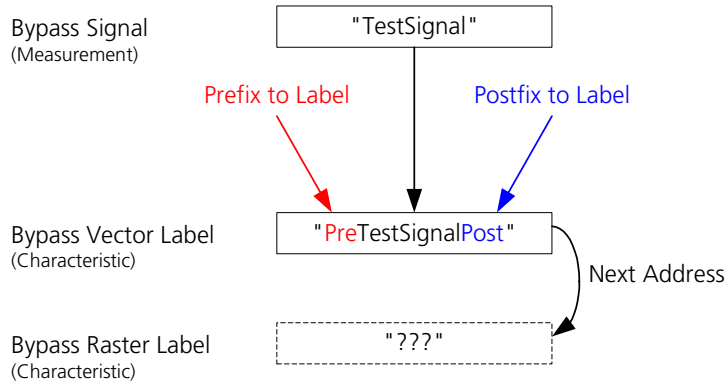 Bypass Signal
(Measurement)
"TestSignal"
Prefix to Label
Postfix to Label
Bypass Vector Label
(Characteristic)
"PreTestSignalPost"
Next Address
Bypass Raster Label
(Characteristic)
"???"